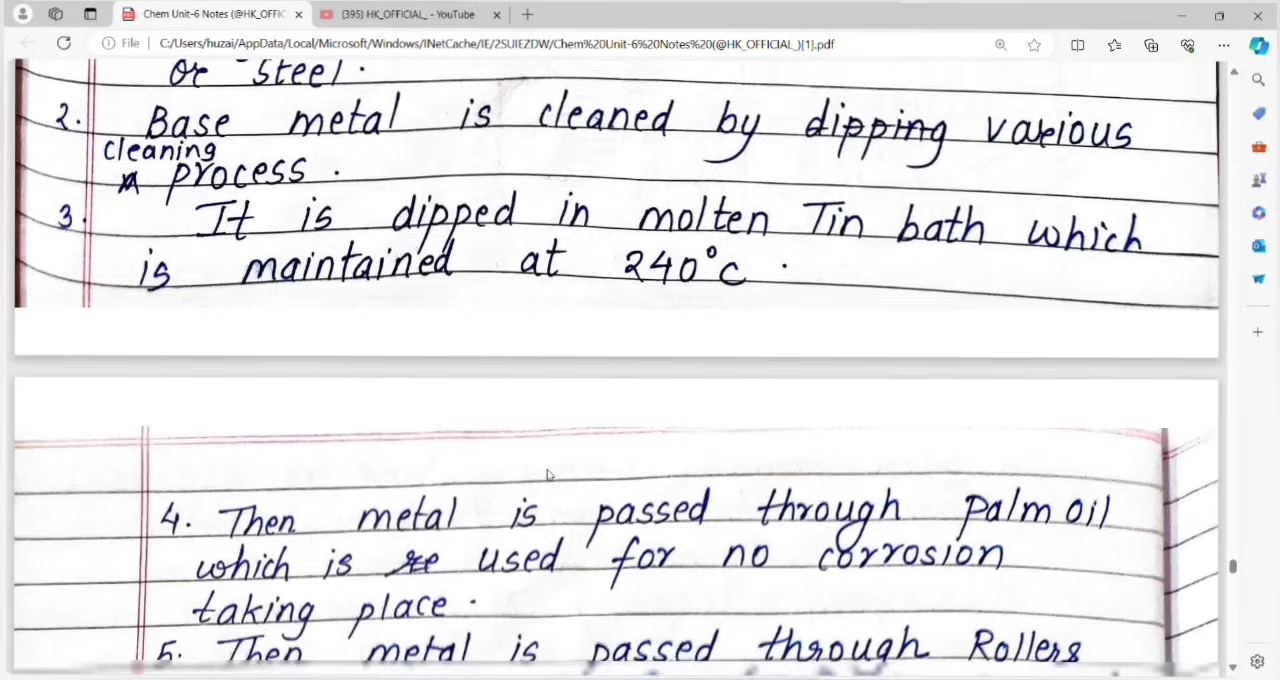 Chem Unit-6 Notes (@HK_OFFIC
(395) HK_OFFICIAL_ - YouTube
File | C:/Users/huzai/AppData/Local/Microsoft/Windows/INetCache/IE/2SUIEZDW/Chem%20Unit-6%20Notes%20(@HK_OFFICIAL_)[1].pdf
or steel.
2. Base metal is cleaned by dipping various
cleaning
process.
3. It is dipped in molten Tin bath which
is maintained at 240°C.
4. Then metal is passed through palm oil
which is used for no corrosion
taking place.
5. Then metal is passed through Rollers